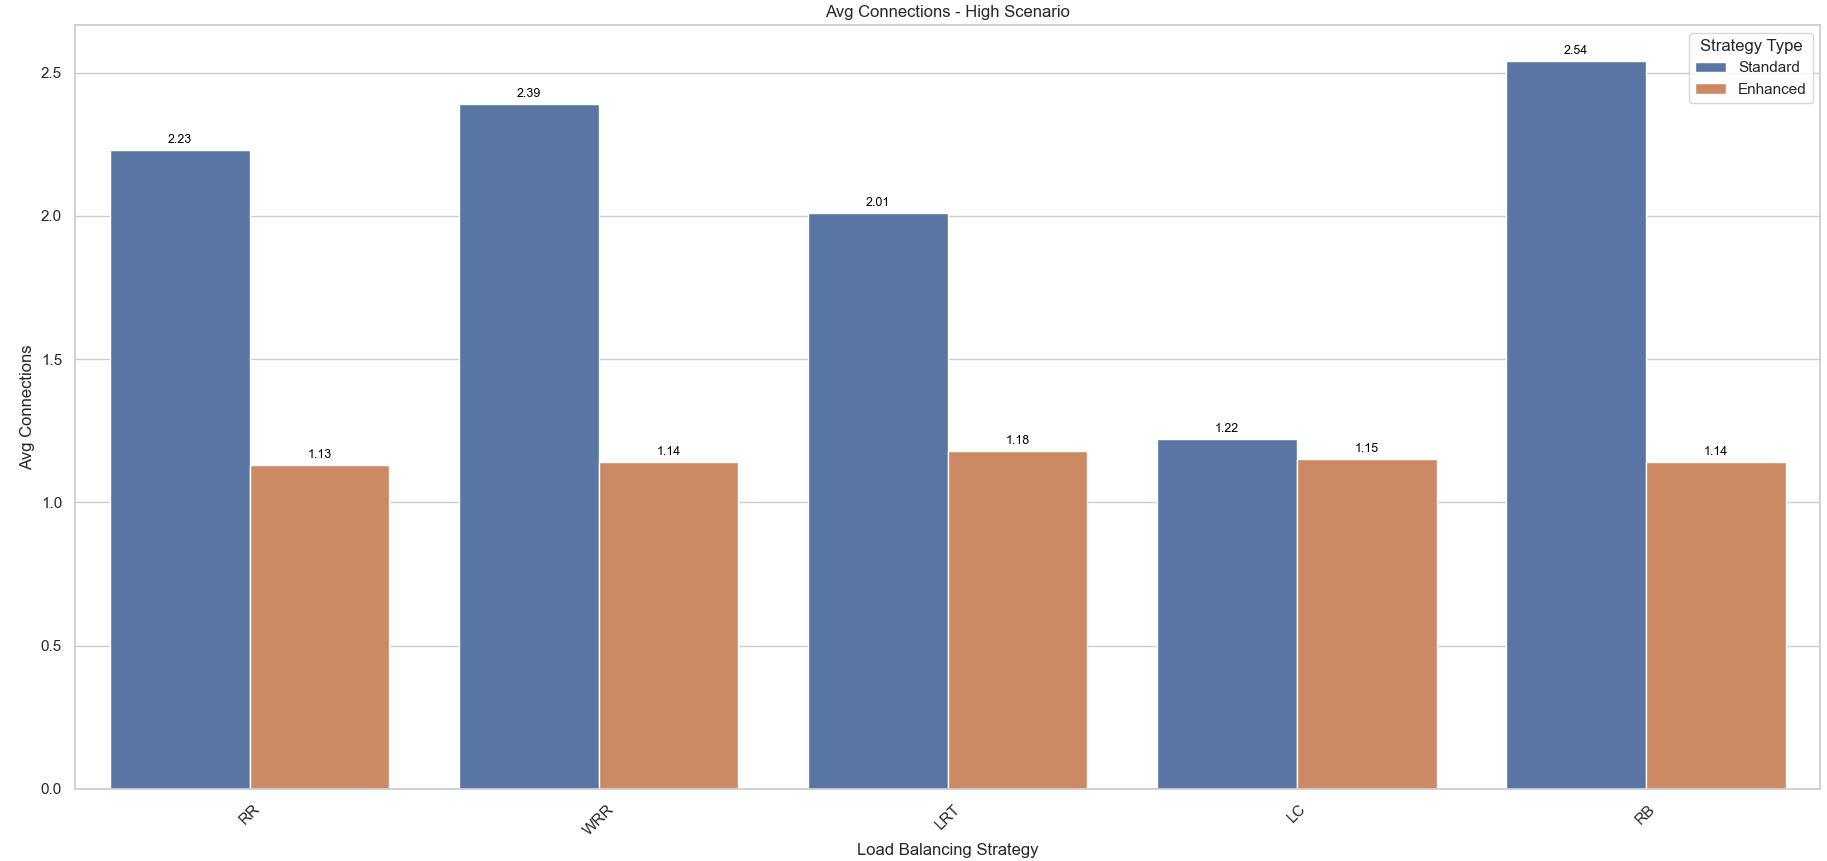 Avg Connections - High Scenario
Strategy Type
Standard
Enhanced
Avg Connections
2.5
2.0
1.5
1.0
0.5
0.0
2.23
1.13
2.39
1.14
2.01
1.18
1.22
1.15
2.54
1.14
RR
WRR
LRT
LC
RB
Load Balancing Strategy